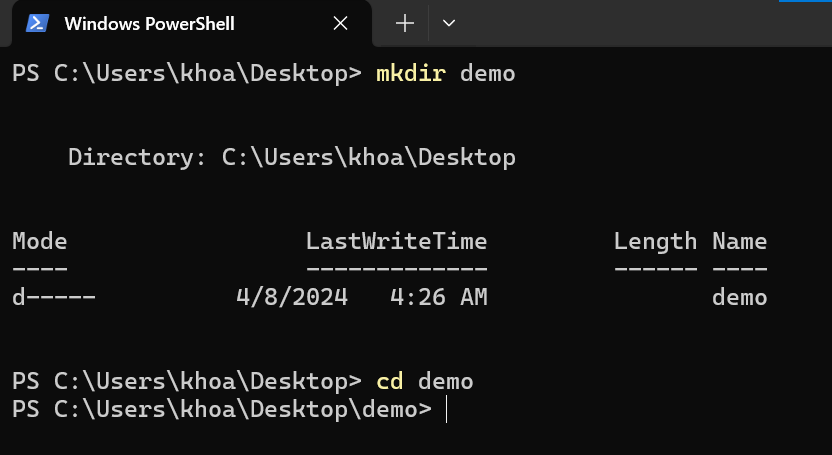 Windows PowerShell
PS C:\Users\khoa\Desktop> mkdir demo
Directory: C:\Users\khoa\Desktop
Mode                 LastWriteTime         Length Name
----                 -------------         ------ ----
d-----          4/8/2024   4:26 AM                demo
PS C:\Users\khoa\Desktop> cd demo
PS C:\Users\khoa\Desktop\demo>